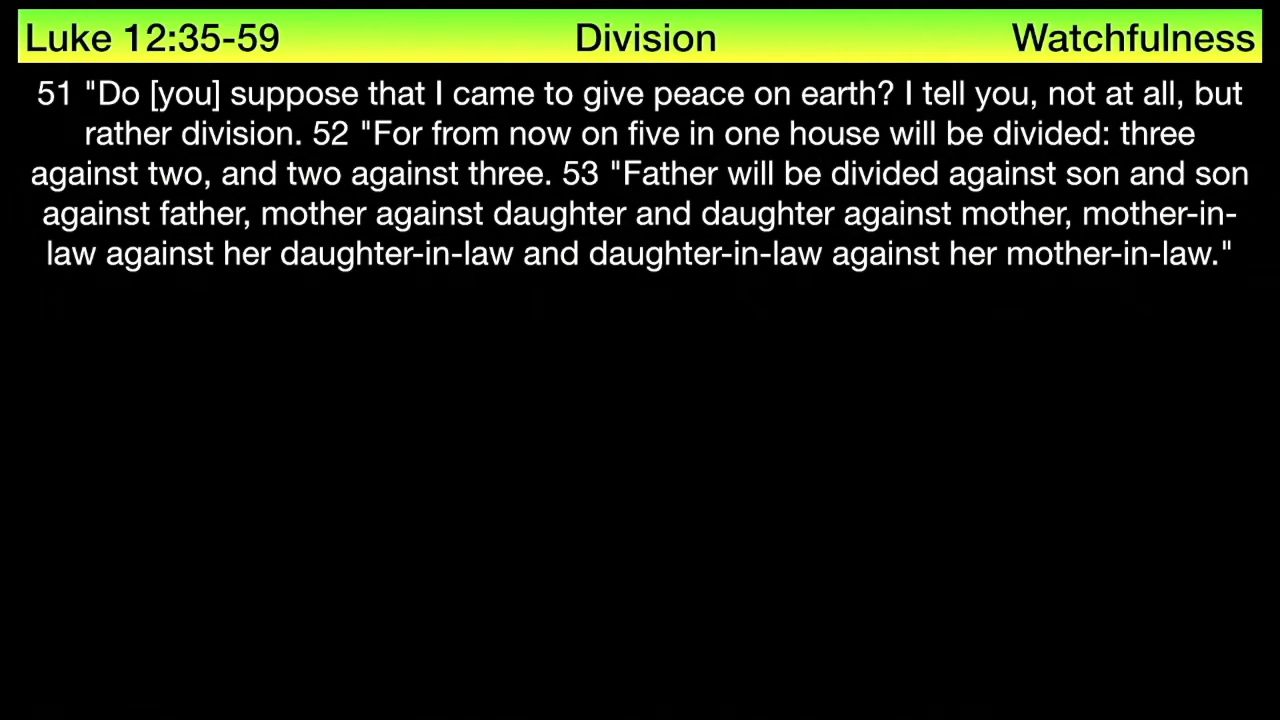 Luke 12:35-59 Division Watchfulness
51 "Do [you] suppose that I came to give peace on earth? I tell you, not at all, but
rather division. 52 "For from now on five in one house will be divided: three
against two, and two against three. 53 "Father will be divided against son and son
against father, mother against daughter and daughter against mother, mother-in-
law against her daughter-in-law and daughter-in-law against her mother-in-law."